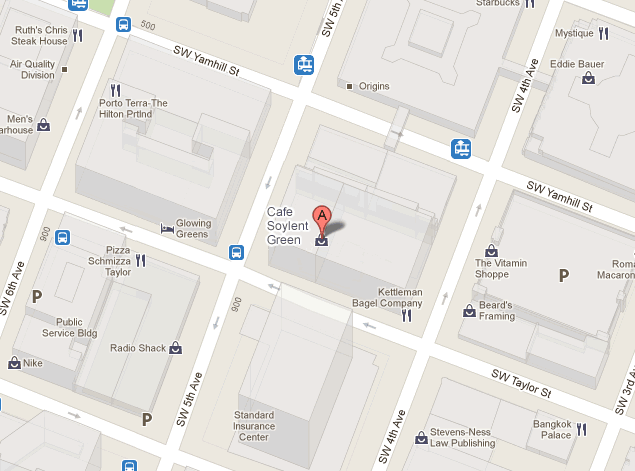 Starbucks
Ruth's Chris
Steak House
500
SW 5th
Mystique
SW Yamhill St
Air Quality
Division
Eddie Bauer
SW 4th Ave
Origins
Porto Terra-The
Hilton Prtlnd
Men's
arhouse
SW Yamhill St
A
Cafe
Soylent
Green
Glowing
Greens
900
Pizza
Schmizza
Taylor
The Vitamin
Shoppe
P
Roma
Macaron
SW 6th Ave
P
900
Kettleman
Bagel Company
Beard's
Framing
Public
Service Bldg
Radio Shack
Nike
SW 5th Ave
SW Taylor St
SW 3rd A
P
Standard
Insurance
Center
SW 4th Ave
Stevens-Ness
Law Publishing
Bangkok
Palace